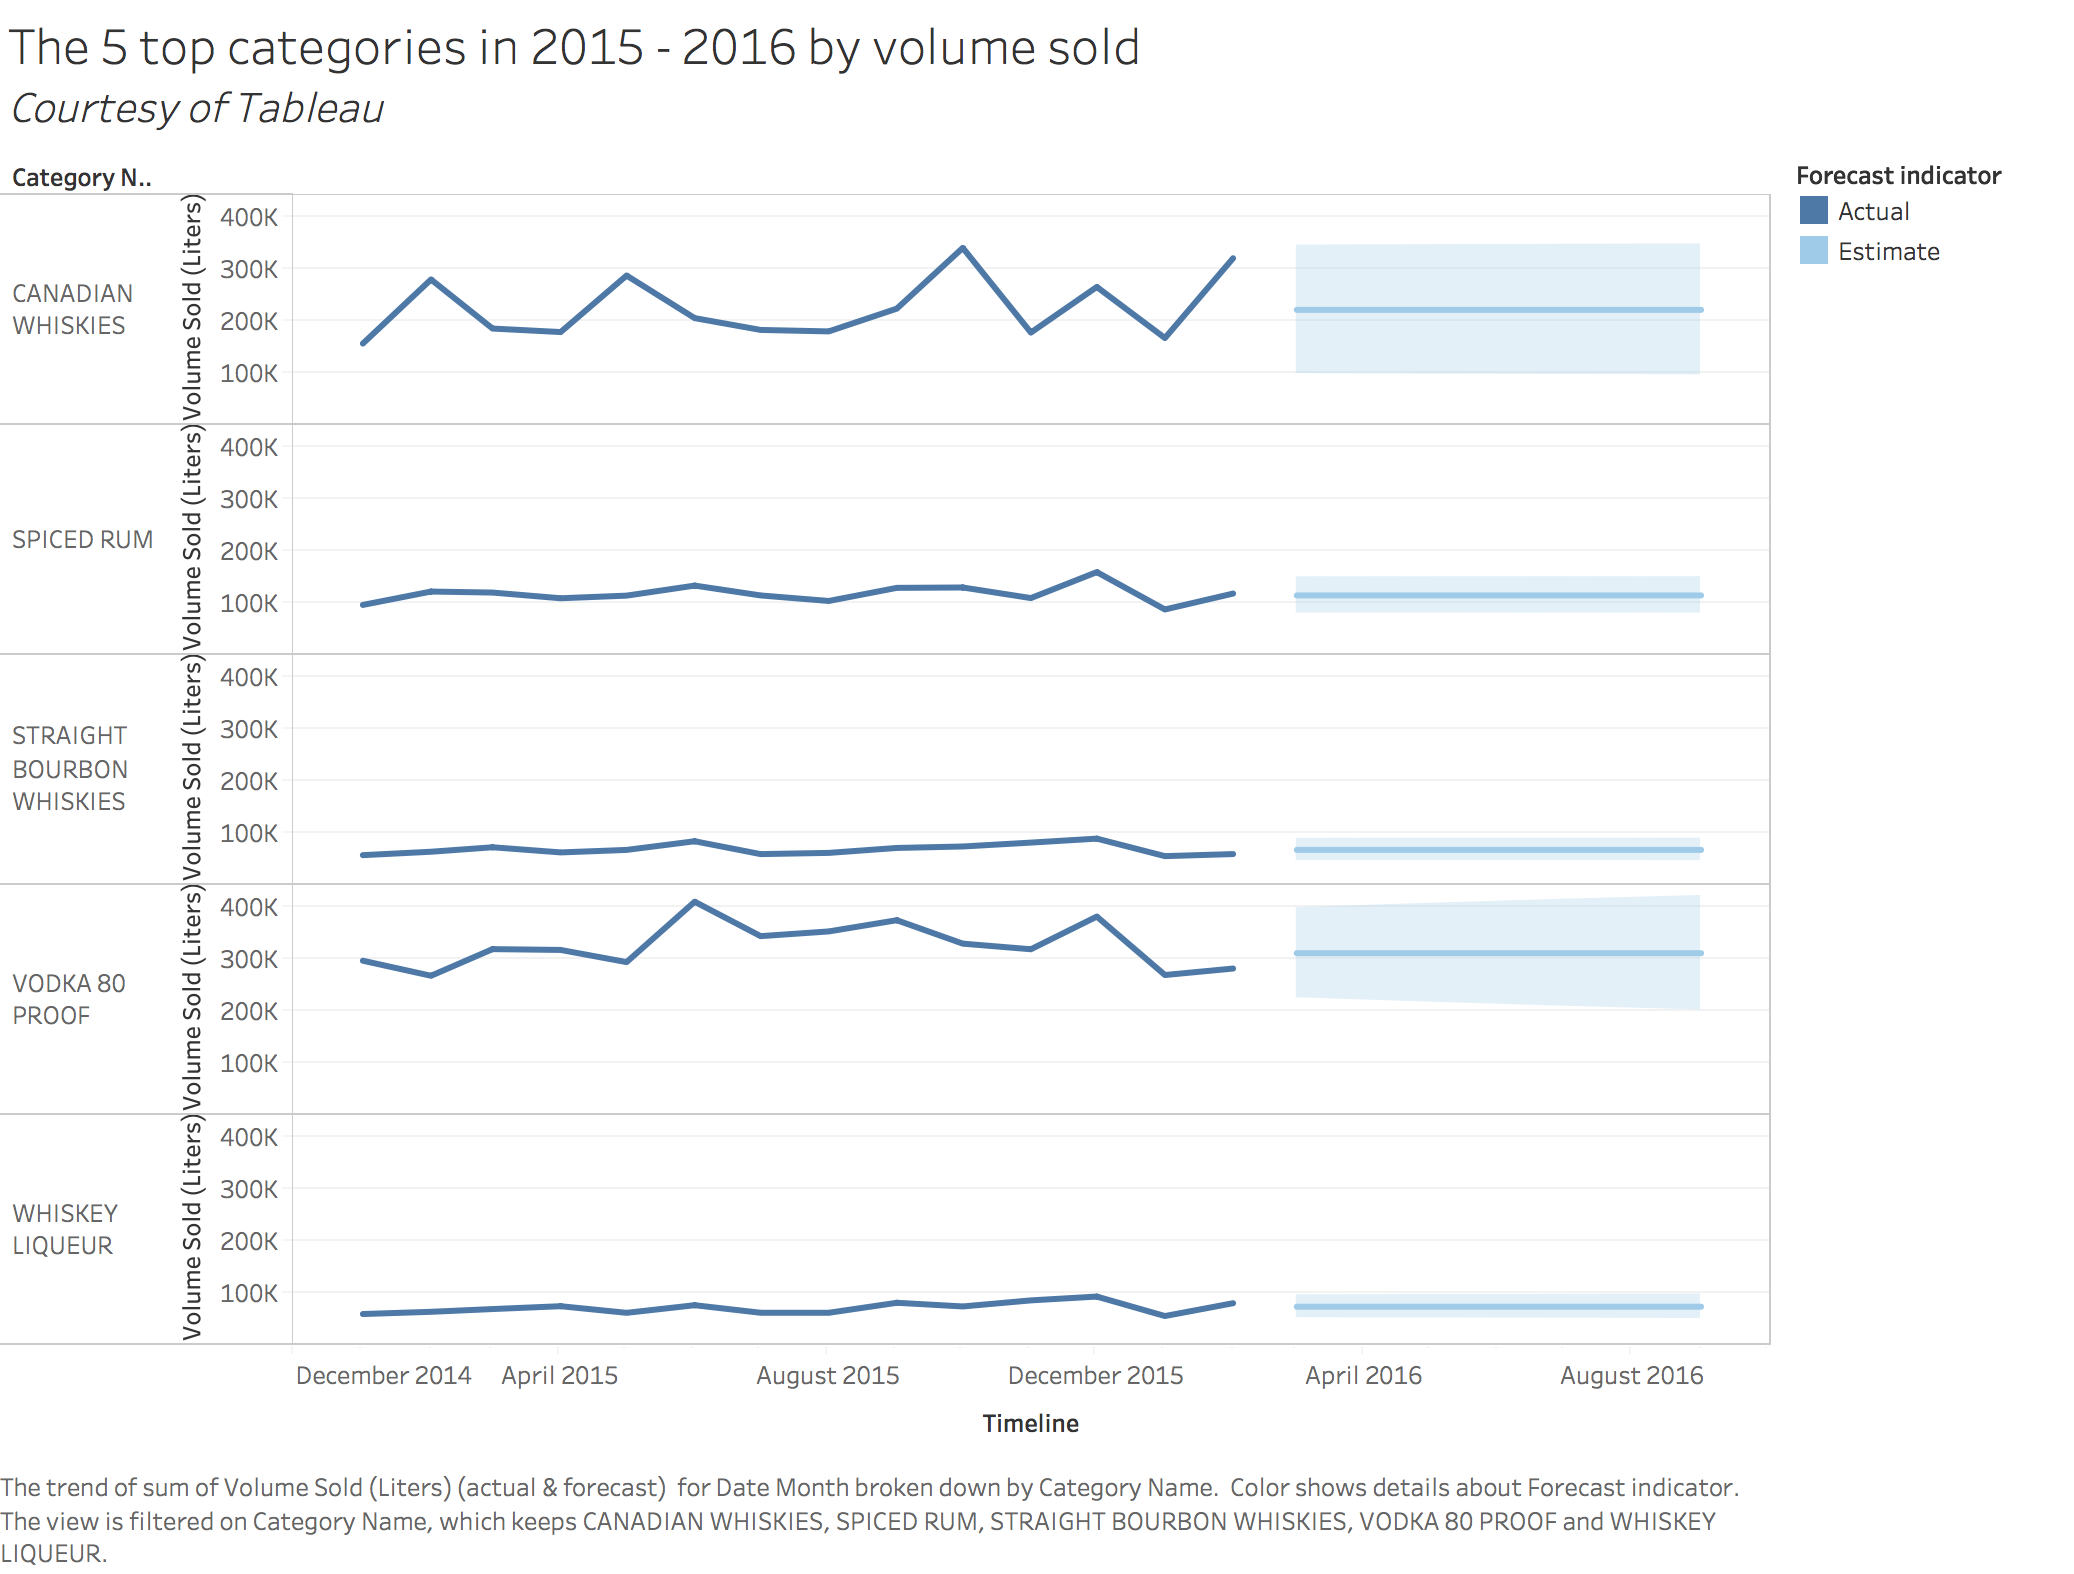 The 5 top categories in 2015 - 2016 by volume sold
Courtesy of Tableau
Category N..
Forecast indicator
Actual
Estimate
CANADIAN
WHISKIES
Volume Sold (Liters)
400K
300K
200K
100K
SPICED RUM
Volume Sold (Liters)
400K
300K
200K
100K
STRAIGHT
BOURBON
WHISKIES
Volume Sold (Liters)
400K
300K
200K
100K
VODKA 80
PROOF
Volume Sold (Liters)
400K
300K
200K
100K
WHISKEY
LIQUEUR
Volume Sold (Liters)
400K
300K
200K
100K
December 2014 April 2015 August 2015 December 2015 April 2016 August 2016
Timeline
The trend of sum of Volume Sold (Liters) (actual & forecast)  for Date Month broken down by Category Name.  Color shows details about Forecast indicator.
The view is filtered on Category Name, which keeps CANADIAN WHISKIES, SPICED RUM, STRAIGHT BOURBON WHISKIES, VODKA 80 PROOF and WHISKEY
LIQUEUR.